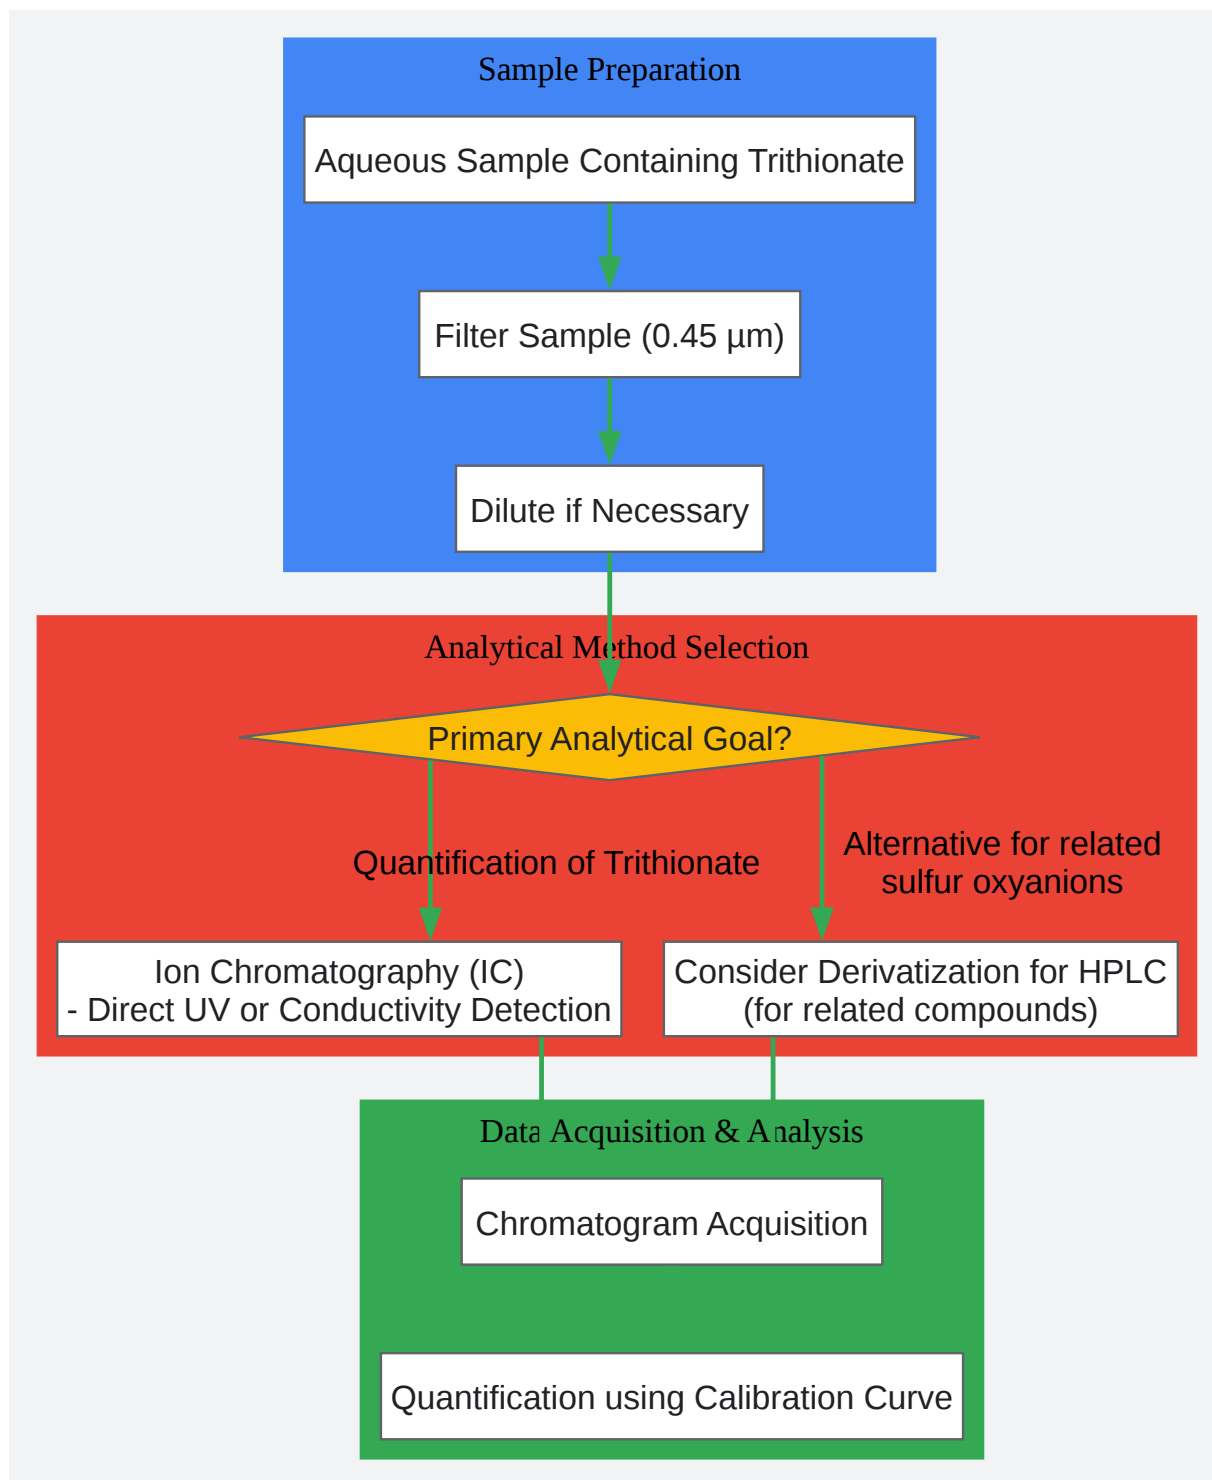 Sample Preparation
Aqueous Sample Containing Trithionate
Filter Sample (0.45 µm)
Dilute if Necessary
Analytical Method Selection
Primary Analytical Goal?
Quantification of Trithionate
Alternative for related
sulfur oxyanions
Ion Chromatography (IC)
- Direct UV or Conductivity Detection
Consider Derivatization for HPLC
(for related compounds)
Data Acquisition & Analysis
Chromatogram Acquisition
Quantification using Calibration Curve